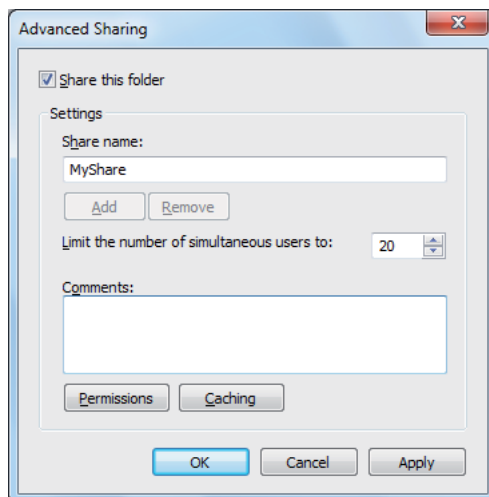 Advanced Sharing
Share this folder
Settings
Share name:
MyShare
Add Remove
Limit the number of simultaneous users to: 20
Comments:
Permissions Caching
OK Cancel Apply